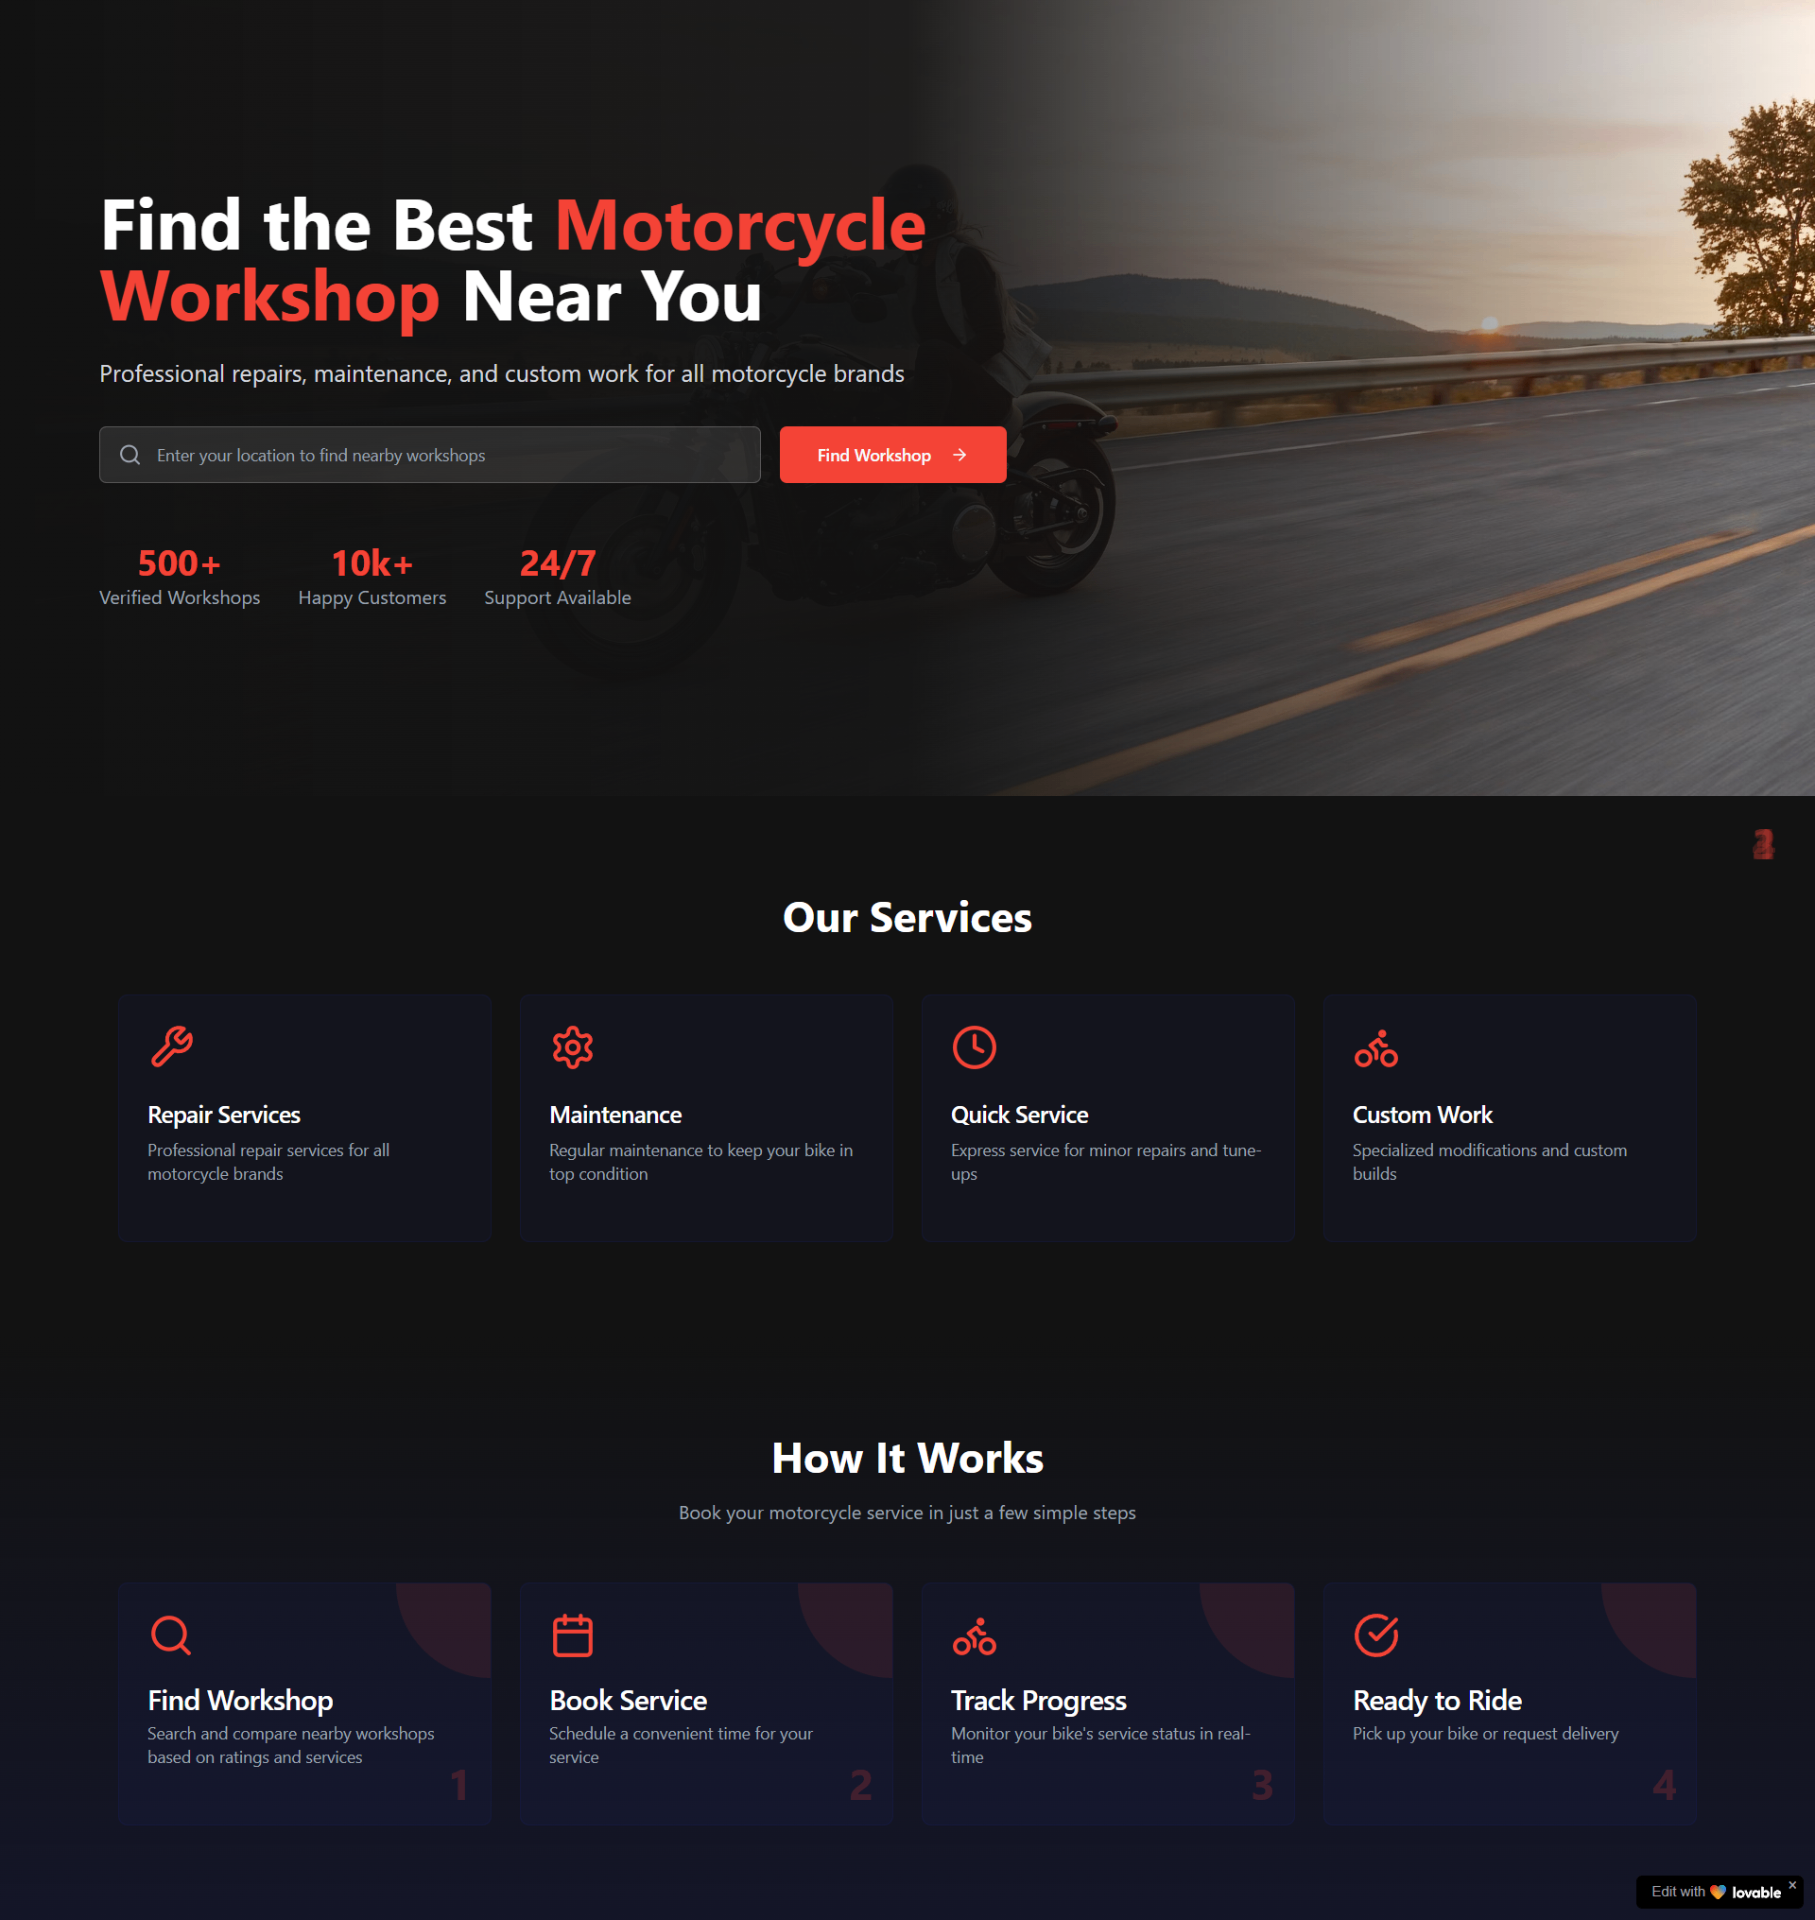 Find the Best Motorcycle
Workshop Near You
Professional repairs, maintenance, and custom work for all motorcycle brands
Enter your location to find nearby workshops
Find Workshop
500+
Verified Workshops
10k+
Happy Customers
24/7
Support Available
Our Services
Repair Services
Professional repair services for all
motorcycle brands
Maintenance
Regular maintenance to keep your bike in
top condition
Quick Service
Express service for minor repairs and tune-
ups
Custom Work
Specialized modifications and custom
builds
How It Works
Book your motorcycle service in just a few simple steps
Find Workshop
Search and compare nearby workshops
based on ratings and services
1
Book Service
Schedule a convenient time for your
service
2
Track Progress
Monitor your bike's service status in real-
time
3
Ready to Ride
Pick up your bike or request delivery
4
Edit with lovable